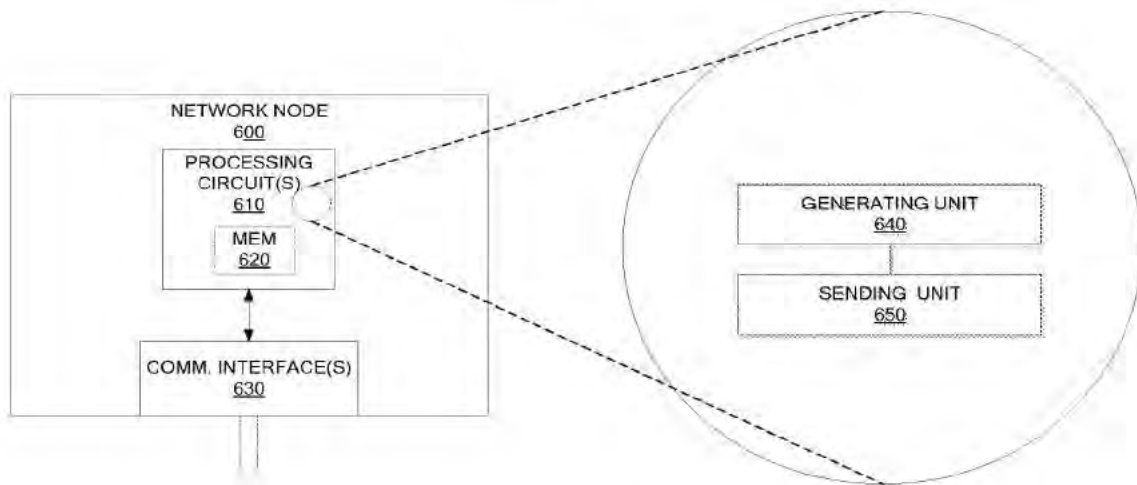 NETWORK NODE
600
PROCESSING
CIRCUIT(S)
610
MEM
620
COMM. INTERFACE(S)
630
GENERATING UNIT
640
SENDING UNIT
650